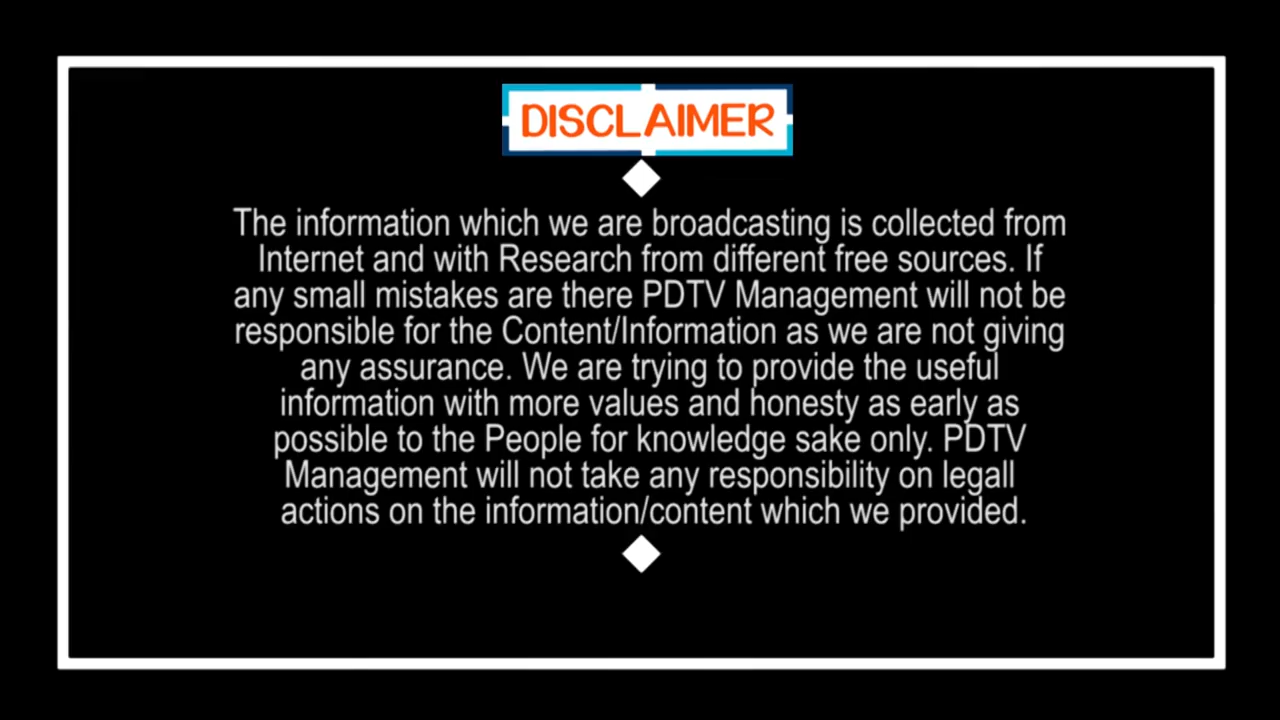 DISCLAIMER
The information which we are broadcasting is collected from
Internet and with Research from different free sources. If
any small mistakes are there PDTV Management will not be
responsible for the Content/Information as we are not giving
any assurance. We are trying to provide the useful
information with more values and honesty as early as
possible to the People for knowledge sake only. PDTV
Management will not take any responsibility on legall
actions on the information/content which we provided.